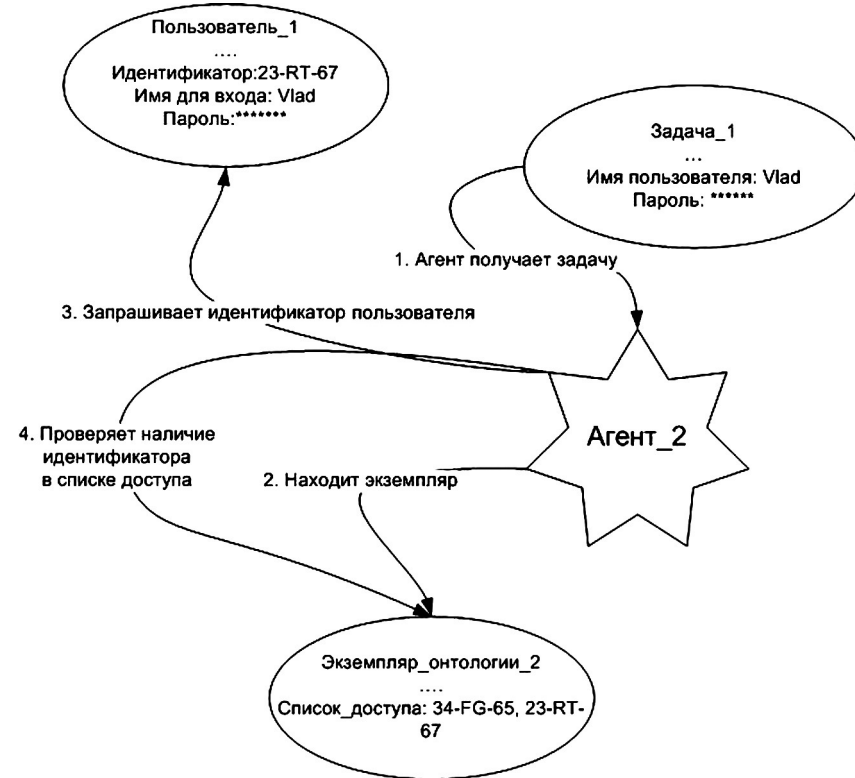 Пользователь_1
....
Идентификатор:23-RT-67
Имя для входа: Vlad
Пароль:*******
Задача_1
...
Имя пользователя: Vlad
Пароль: ******
1. Агент получает задачу
3. Запрашивает идентификатор пользователя
4. Проверяет наличие
идентификатора
в списке доступа
2. Находит экземпляр
Агент_2
Экземпляр_онтологии_2
....
Список_доступа: 34-FG-65, 23-RT-
67